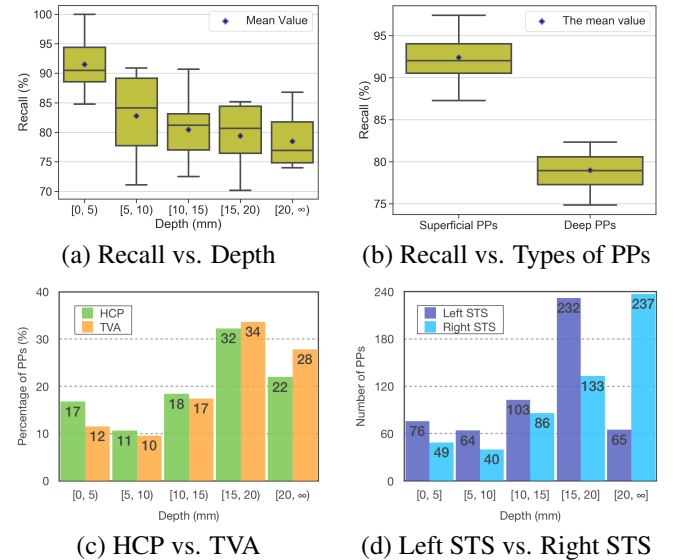 Mean Value
100
95
90
85
80
75
70
Recall (%)
[0, 5) [5, 10) [10, 15) [15, 20) [20, ∞)
Depth (mm)
(a) Recall vs. Depth
The mean value
95
90
85
80
75
Recall (%)
Superficial PPs Deep PPs
(b) Recall vs. Types of PPs
HCP
TVA
40
30
20
10
0
Percentage of PPs (%)
17 12 11 10 18 17 32 34 22 28
[0, 5) [5, 10) [10, 15) [15, 20) [20, ∞)
Depth (mm)
(c) HCP vs. TVA
Left STS
Right STS
240
180
120
60
0
Number of PPs
76 49 64 40 103 86 232 133 65 237
[0, 5] [5, 10] [10, 15] [15, 20] [20, ∞]
Depth (mm)
(d) Left STS vs. Right STS